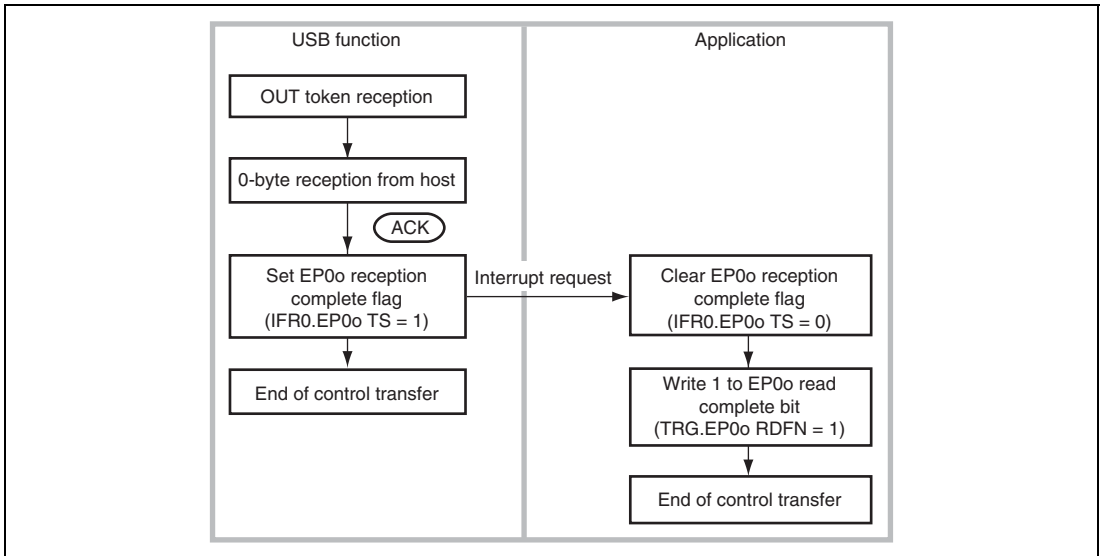 USB function
OUT token reception
0-byte reception from host
ACK
Set EP0o reception
complete flag
(IFR0.EP0o TS = 1)
End of control transfer
Interrupt request
Application
Clear EP0o reception
complete flag
(IFR0.EP0o TS = 0)
Write 1 to EP0o read
complete bit
(TRG.EP0o RDFN = 1)
End of control transfer